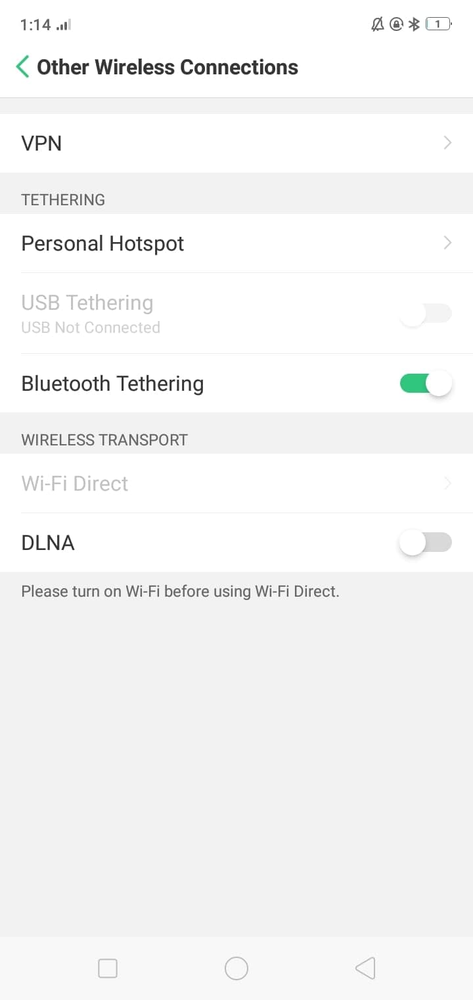 1:14
1
Other Wireless Connections
VPN
TETHERING
Personal Hotspot
USB Tethering
USB Not Connected
Bluetooth Tethering
WIRELESS TRANSPORT
Wi-Fi Direct
DLNA
Please turn on Wi-Fi before using Wi-Fi Direct.